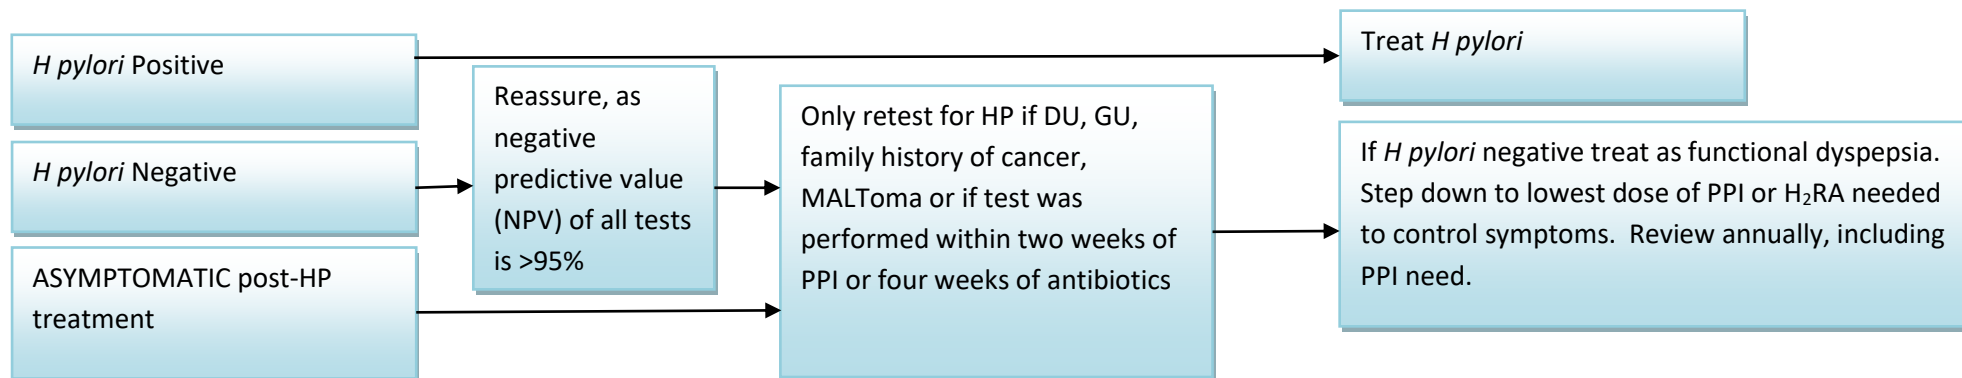 H pylori Positive
Treat H pylori
Reassure, as
negative
predictive value
(NPV) of all tests
is >95%
Only retest for HP if DU, GU,
family history of cancer,
MALToma or if test was
performed within two weeks of
PPI or four weeks of antibiotics
H pylori Negative
If H pylori negative treat as functional dyspepsia.
Step down to lowest dose of PPI or H₂RA needed
to control symptoms.  Review annually, including
PPI need.
ASYMPTOMATIC post-HP
treatment